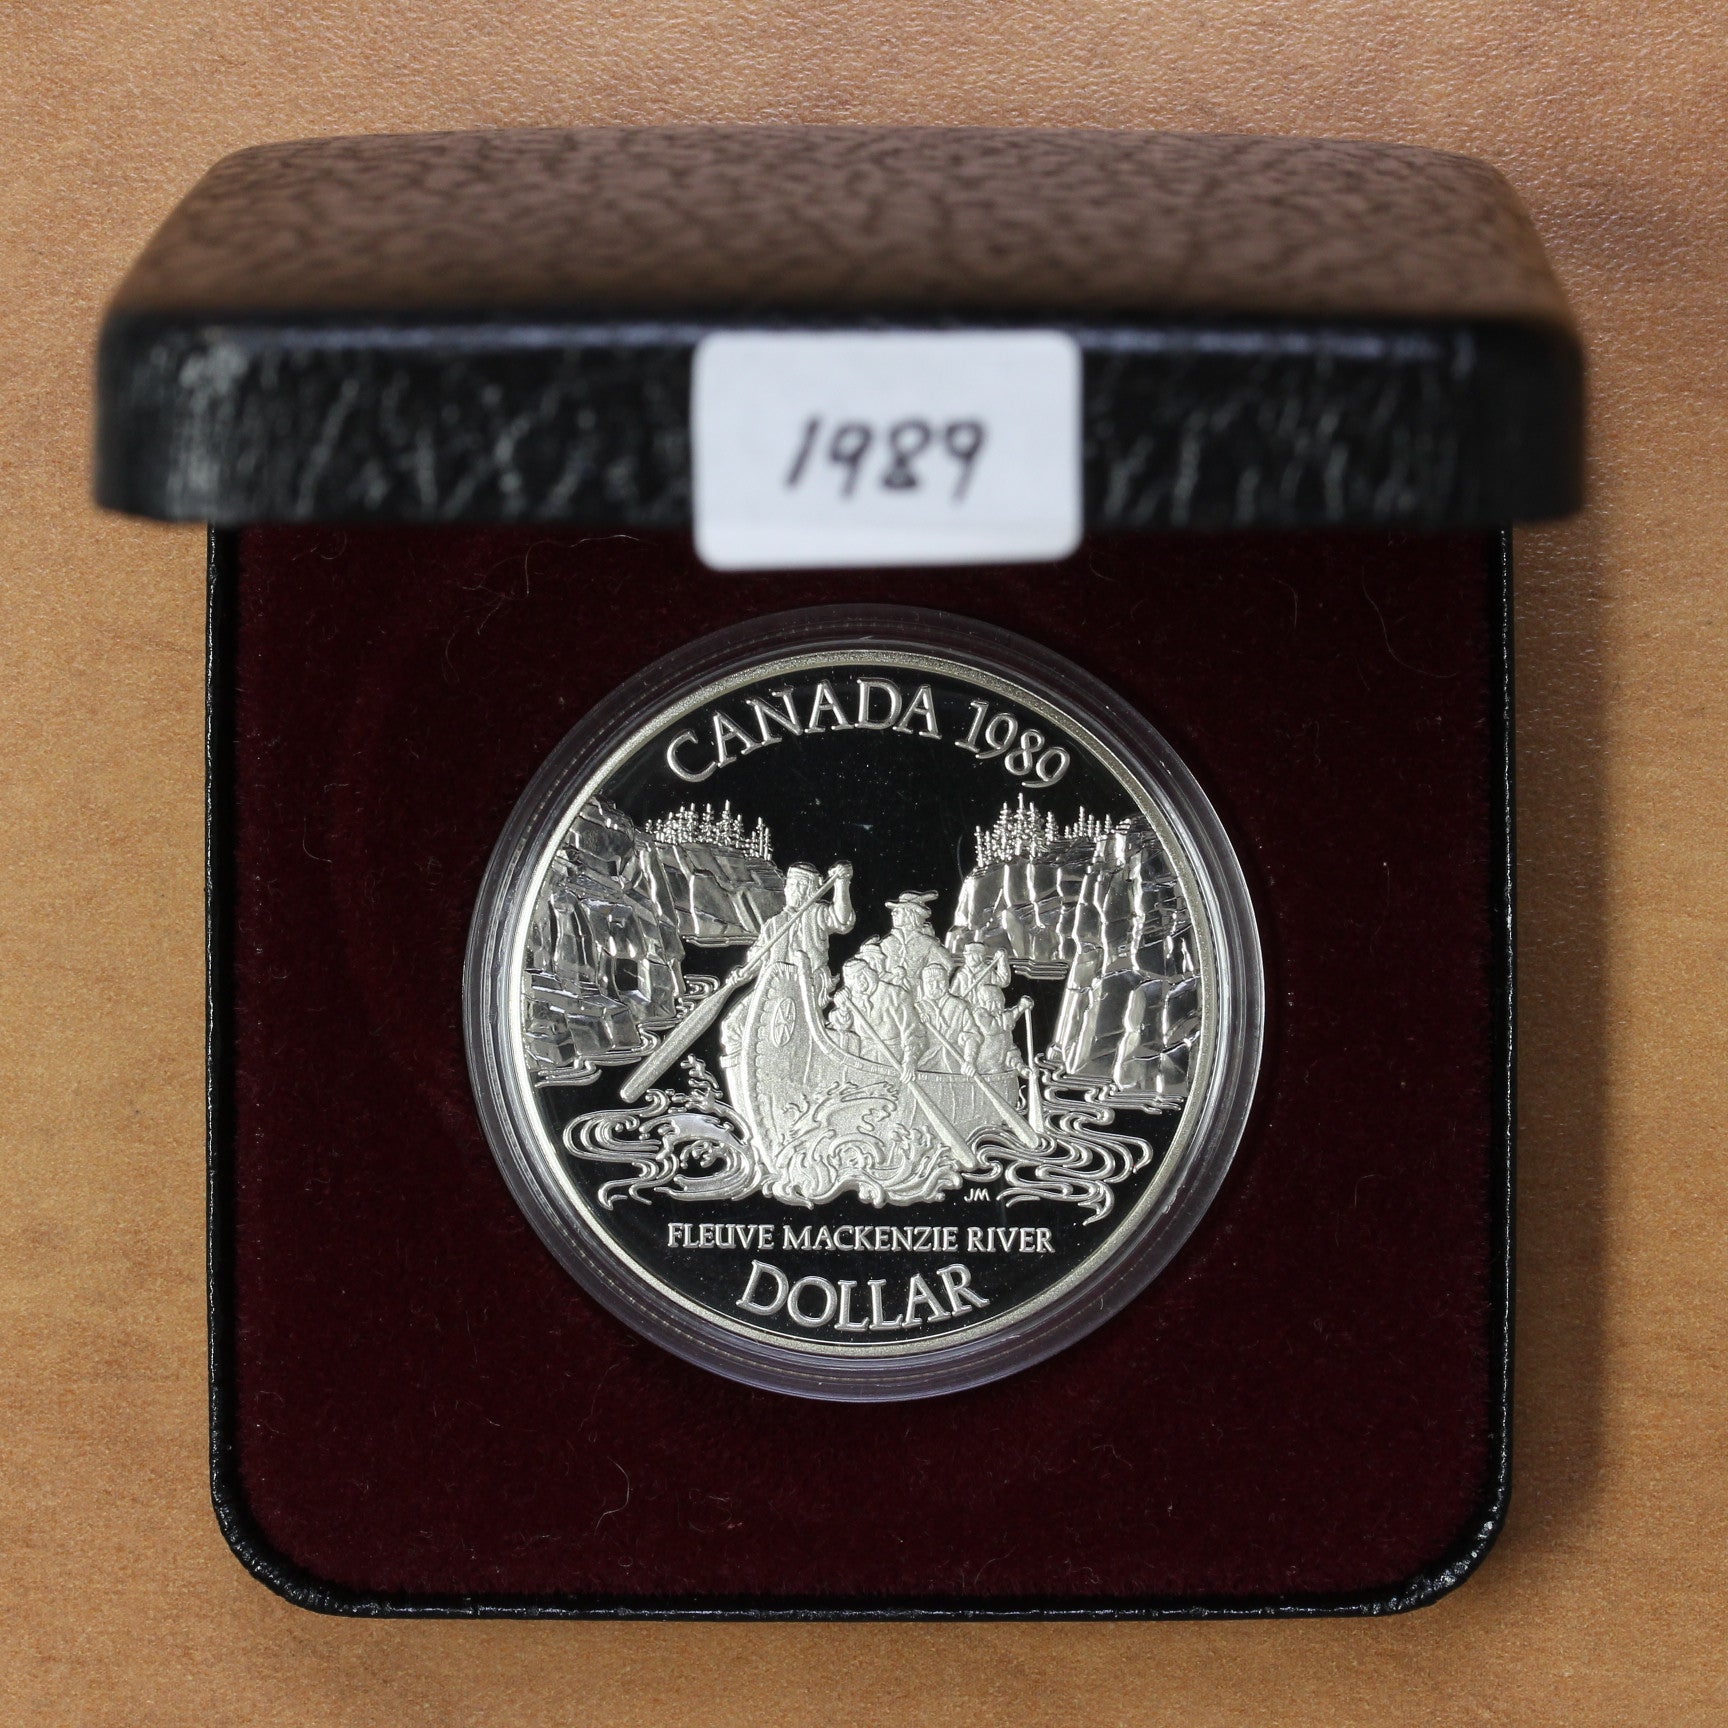 1989
CANADA 1989
JM
FLEUVE MACKENZIE RIVER
DOLLAR